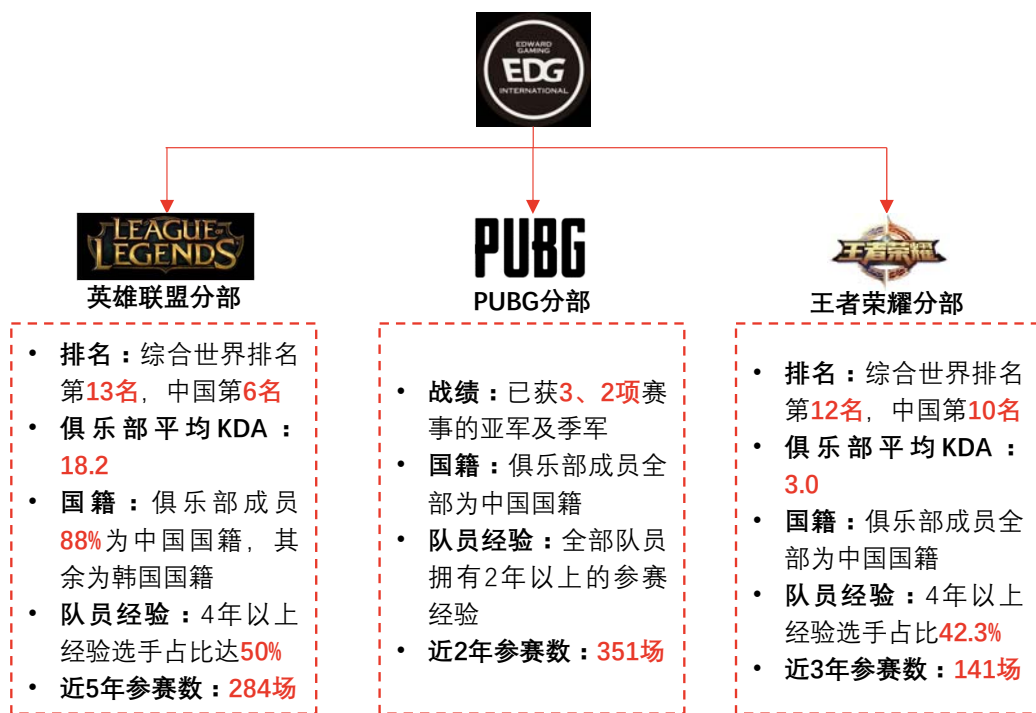 EDWARD
GAMING
EDG
INTERNATIONAL
LEAGUE OF
LEGENDS
英雄联盟分部
• 排名：综合世界排名
第13名，中国第6名
• 俱乐部平均KDA：
18.2
• 国籍：俱乐部成员
88%为中国国籍，其
余为韩国国籍
• 队员经验：4年以上
经验选手占比达50%
• 近5年参赛数：284场
PUBG
PUBG分部
• 战绩：已获3、2项赛
事的亚军及季军
• 国籍：俱乐部成员全
部为中国国籍
• 队员经验：全部队员
拥有2年以上的参赛
经验
• 近2年参赛数：351场
王者荣耀
王者荣耀分部
• 排名：综合世界排名
第12名，中国第10名
• 俱乐部平均KDA：
3.0
• 国籍：俱乐部成员全
部为中国国籍
• 队员经验：4年以上
经验选手占比42.3%
• 近3年参赛数：141场